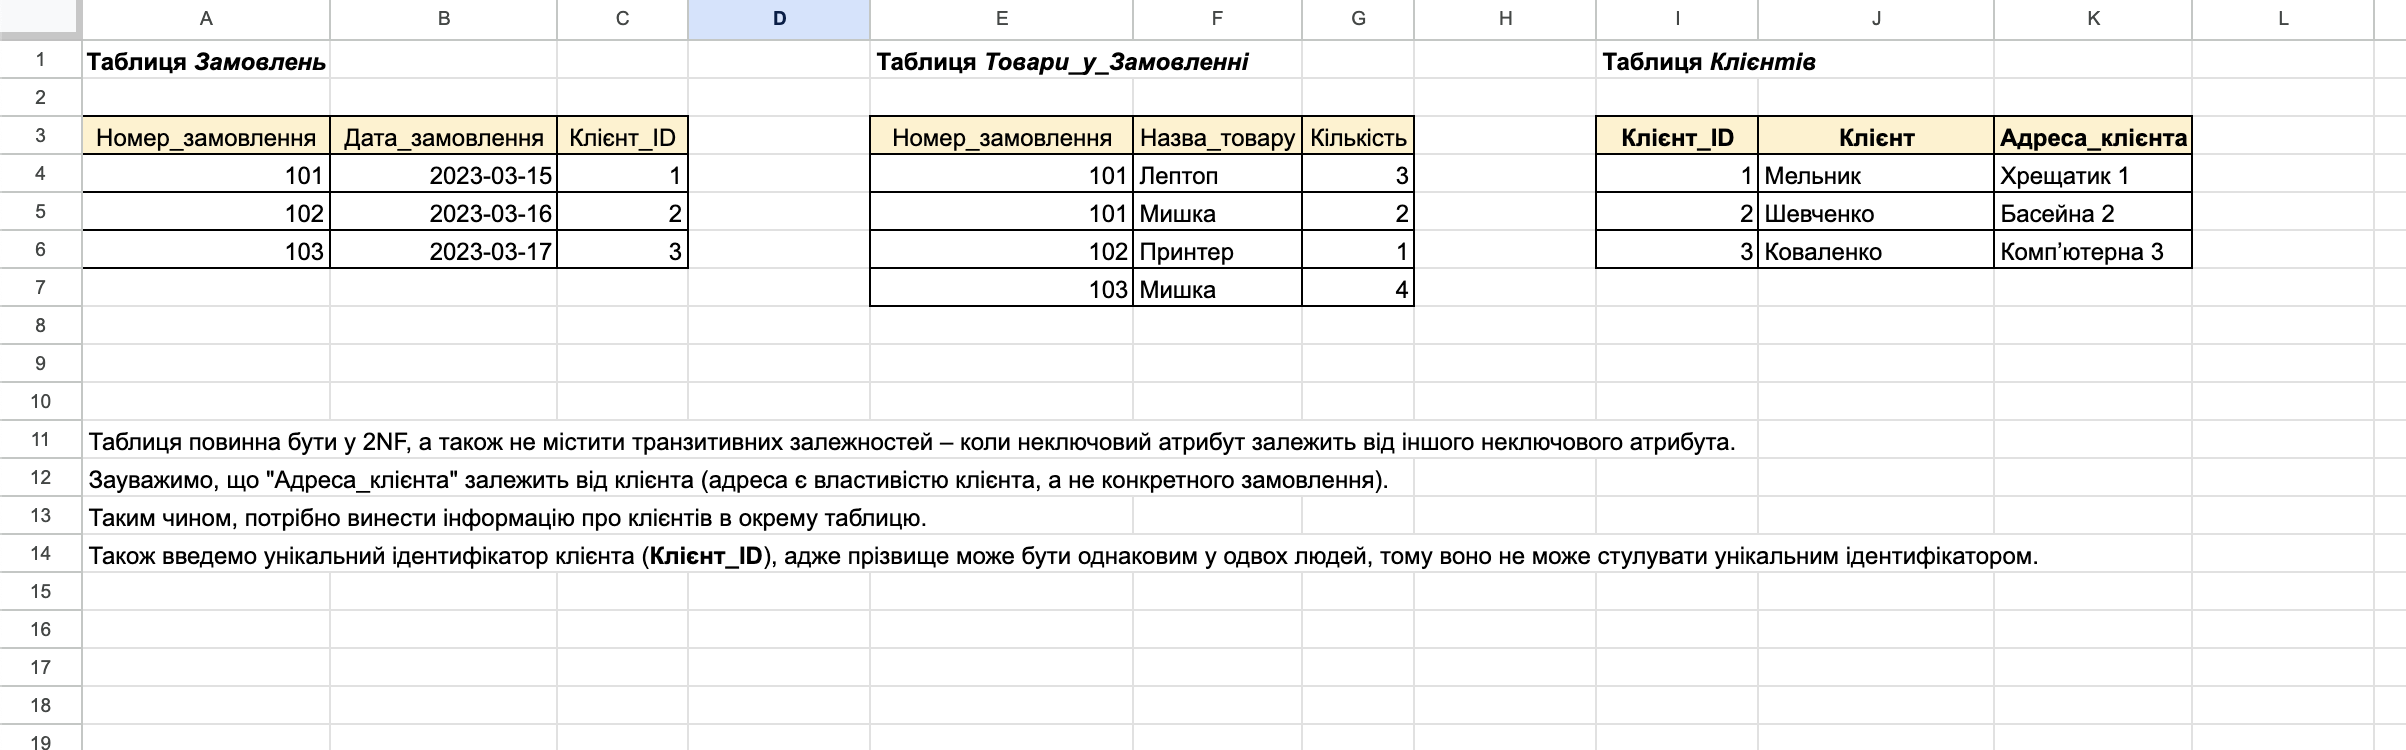 A B C D E F G H I J K L
1 Таблиця Замовлень Таблиця Товари_у_Замовленні Таблиця Клієнтів
2
3 Номер_замовлення Дата_замовлення Клієнт_ID Номер_замовлення Назва_товару Кількість Клієнт_ID Клієнт Адреса_клієнта
4 101 2023-03-15 1 101 Лептоп 3 1 Мельник Хрещатик 1
5 102 2023-03-16 2 101 Мишка 2 2 Шевченко Басейна 2
6 103 2023-03-17 3 102 Принтер 1 3 Коваленко Комп’ютерна 3
7 103 Мишка 4
8
9
10
11 Таблиця повинна бути у 2NF, а також не містити транзитивних залежностей – коли неключовий атрибут залежить від іншого неключового атрибута.
12 Зауважимо, що "Адреса_клієнта" залежить від клієнта (адреса є властивістю клієнта, а не конкретного замовлення).
13 Таким чином, потрібно винести інформацію про клієнтів в окрему таблицю.
14 Також введемо унікальний ідентифікатор клієнта (Клієнт_ID), адже прізвище може бути однаковим у одвох людей, тому воно не може стулувати унікальним ідентифікатором.
15
16
17
18
19